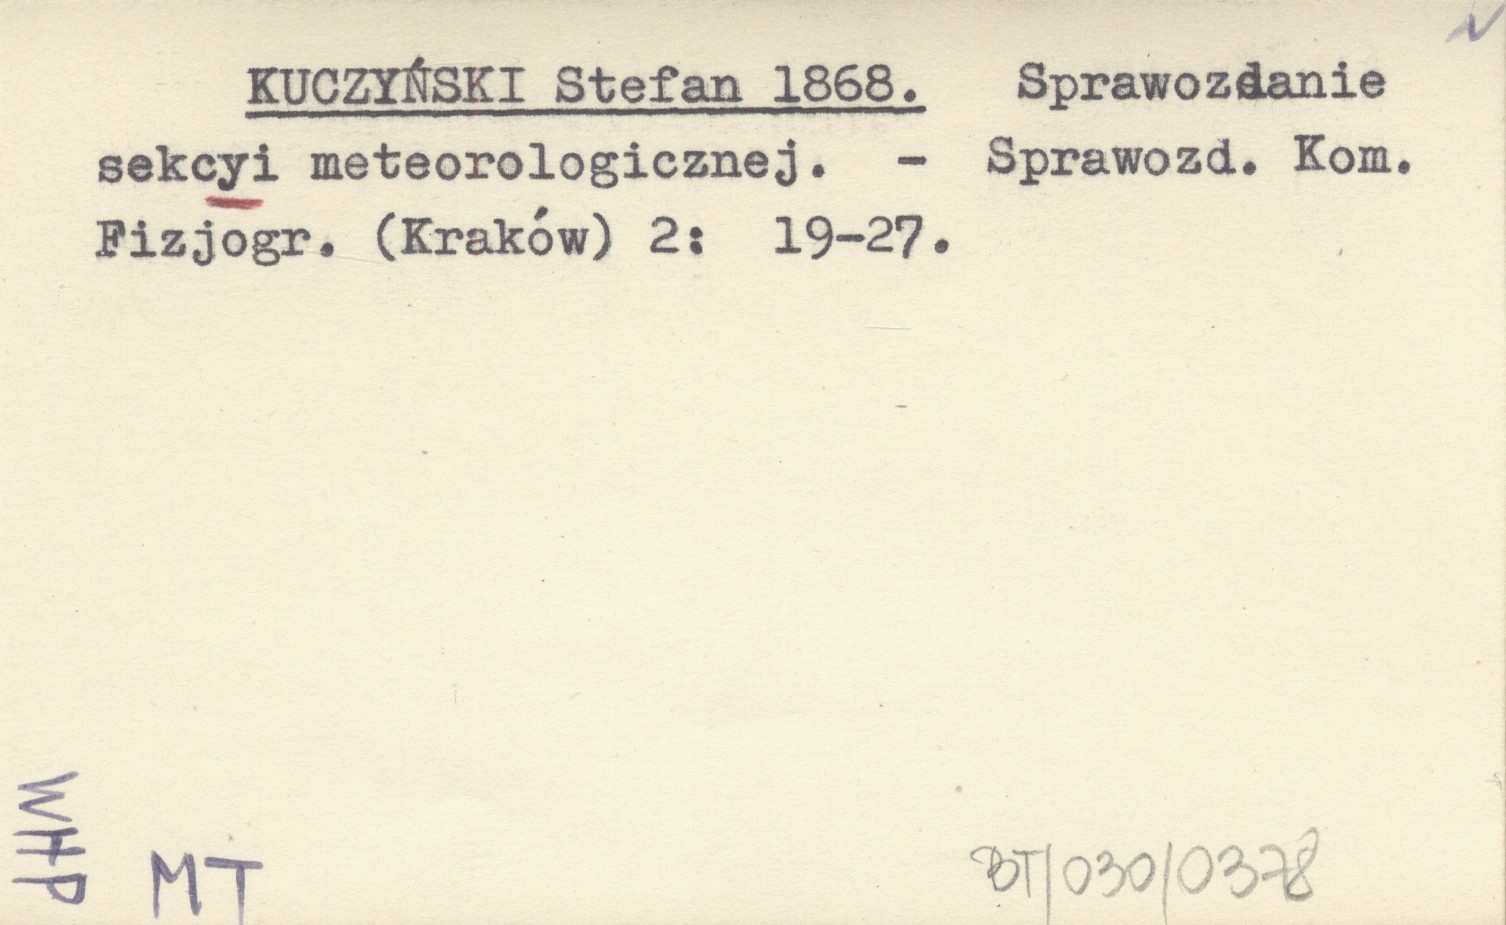 KUCZYŃSKI Stefan 1868. Sprawozdanie
sekcyi meteorologicznej. - Sprawozd. Kom.
Fizjogr. (Kraków) 2: 19-27.
WHP
MT
BT/030/0378